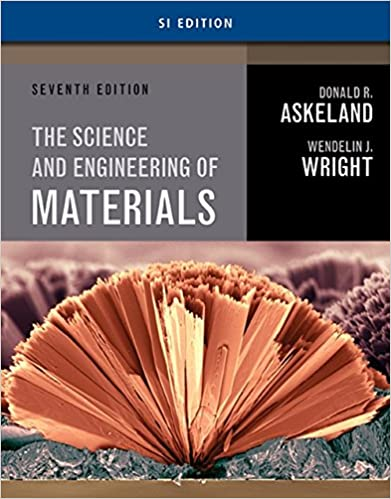 SI EDITION
SEVENTH EDITION
THE SCIENCE
AND ENGINEERING OF
MATERIALS
DONALD R.
ASKELAND
WENDELIN J.
WRIGHT